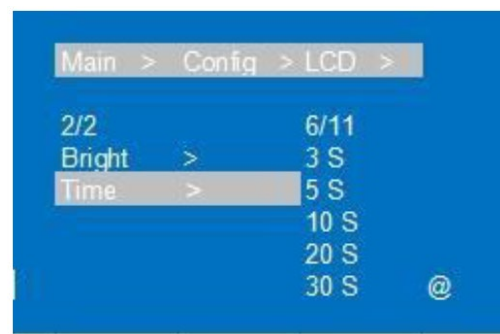 Main > Config > LCD >
2/2 6/11
Bright > 3 S
Time > 5 S
10 S
20 S
30 S @